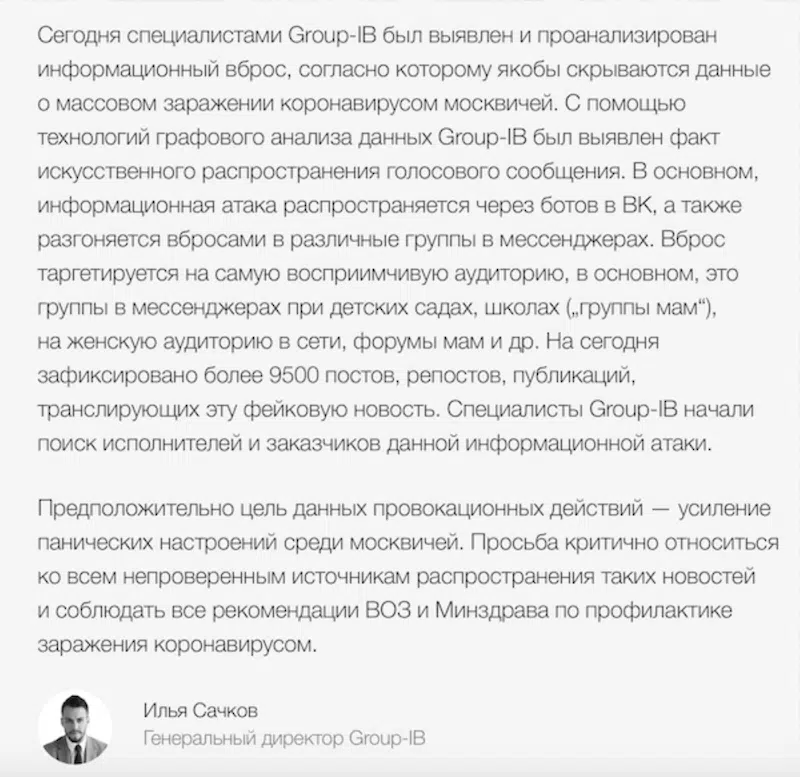 Сегодня специалистами Group-IB был выявлен и проанализирован
информационный вброс, согласно которому якобы скрываются данные
о массовом заражении коронавирусом москвичей. С помощью
технологий графового анализа данных Group-IB был выявлен факт
искусственного распространения голосового сообщения. В основном,
информационная атака распространяется через ботов в ВК, а также
разгоняется вбросами в различные группы в мессенджерах. Вброс
таргетируется на самую восприимчивую аудиторию, в основном, это
группы в мессенджерах при детских садах, школах („группы мам“),
на женскую аудиторию в сети, форумы мам и др. На сегодня
зафиксировано более 9500 постов, репостов, публикаций,
транслирующих эту фейковую новость. Специалисты Group-IB начали
поиск исполнителей и заказчиков данной информационной атаки.
Предположительно цель данных провокационных действий — усиление
панических настроений среди москвичей. Просьба критично относиться
ко всем непроверенным источникам распространения таких новостей
и соблюдать все рекомендации ВОЗ и Минздрава по профилактике
заражения коронавирусом.
Илья Сачков
Генеральный директор Group-IB